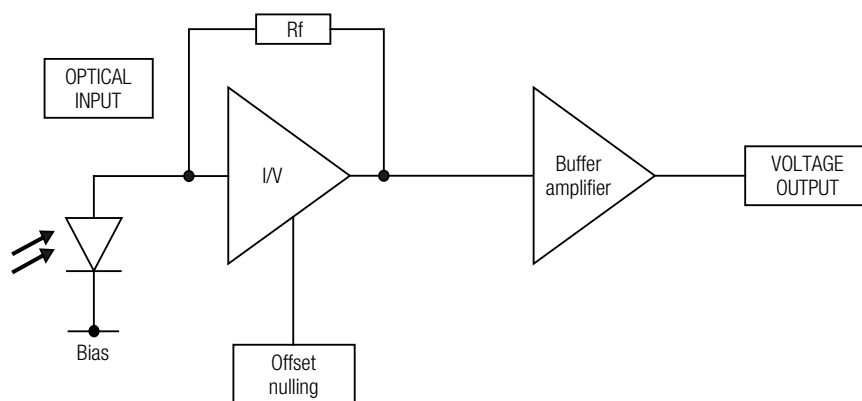 Rf
OPTICAL
INPUT
I/V
Buffer
amplifier
VOLTAGE
OUTPUT
Bias
Offset
nulling